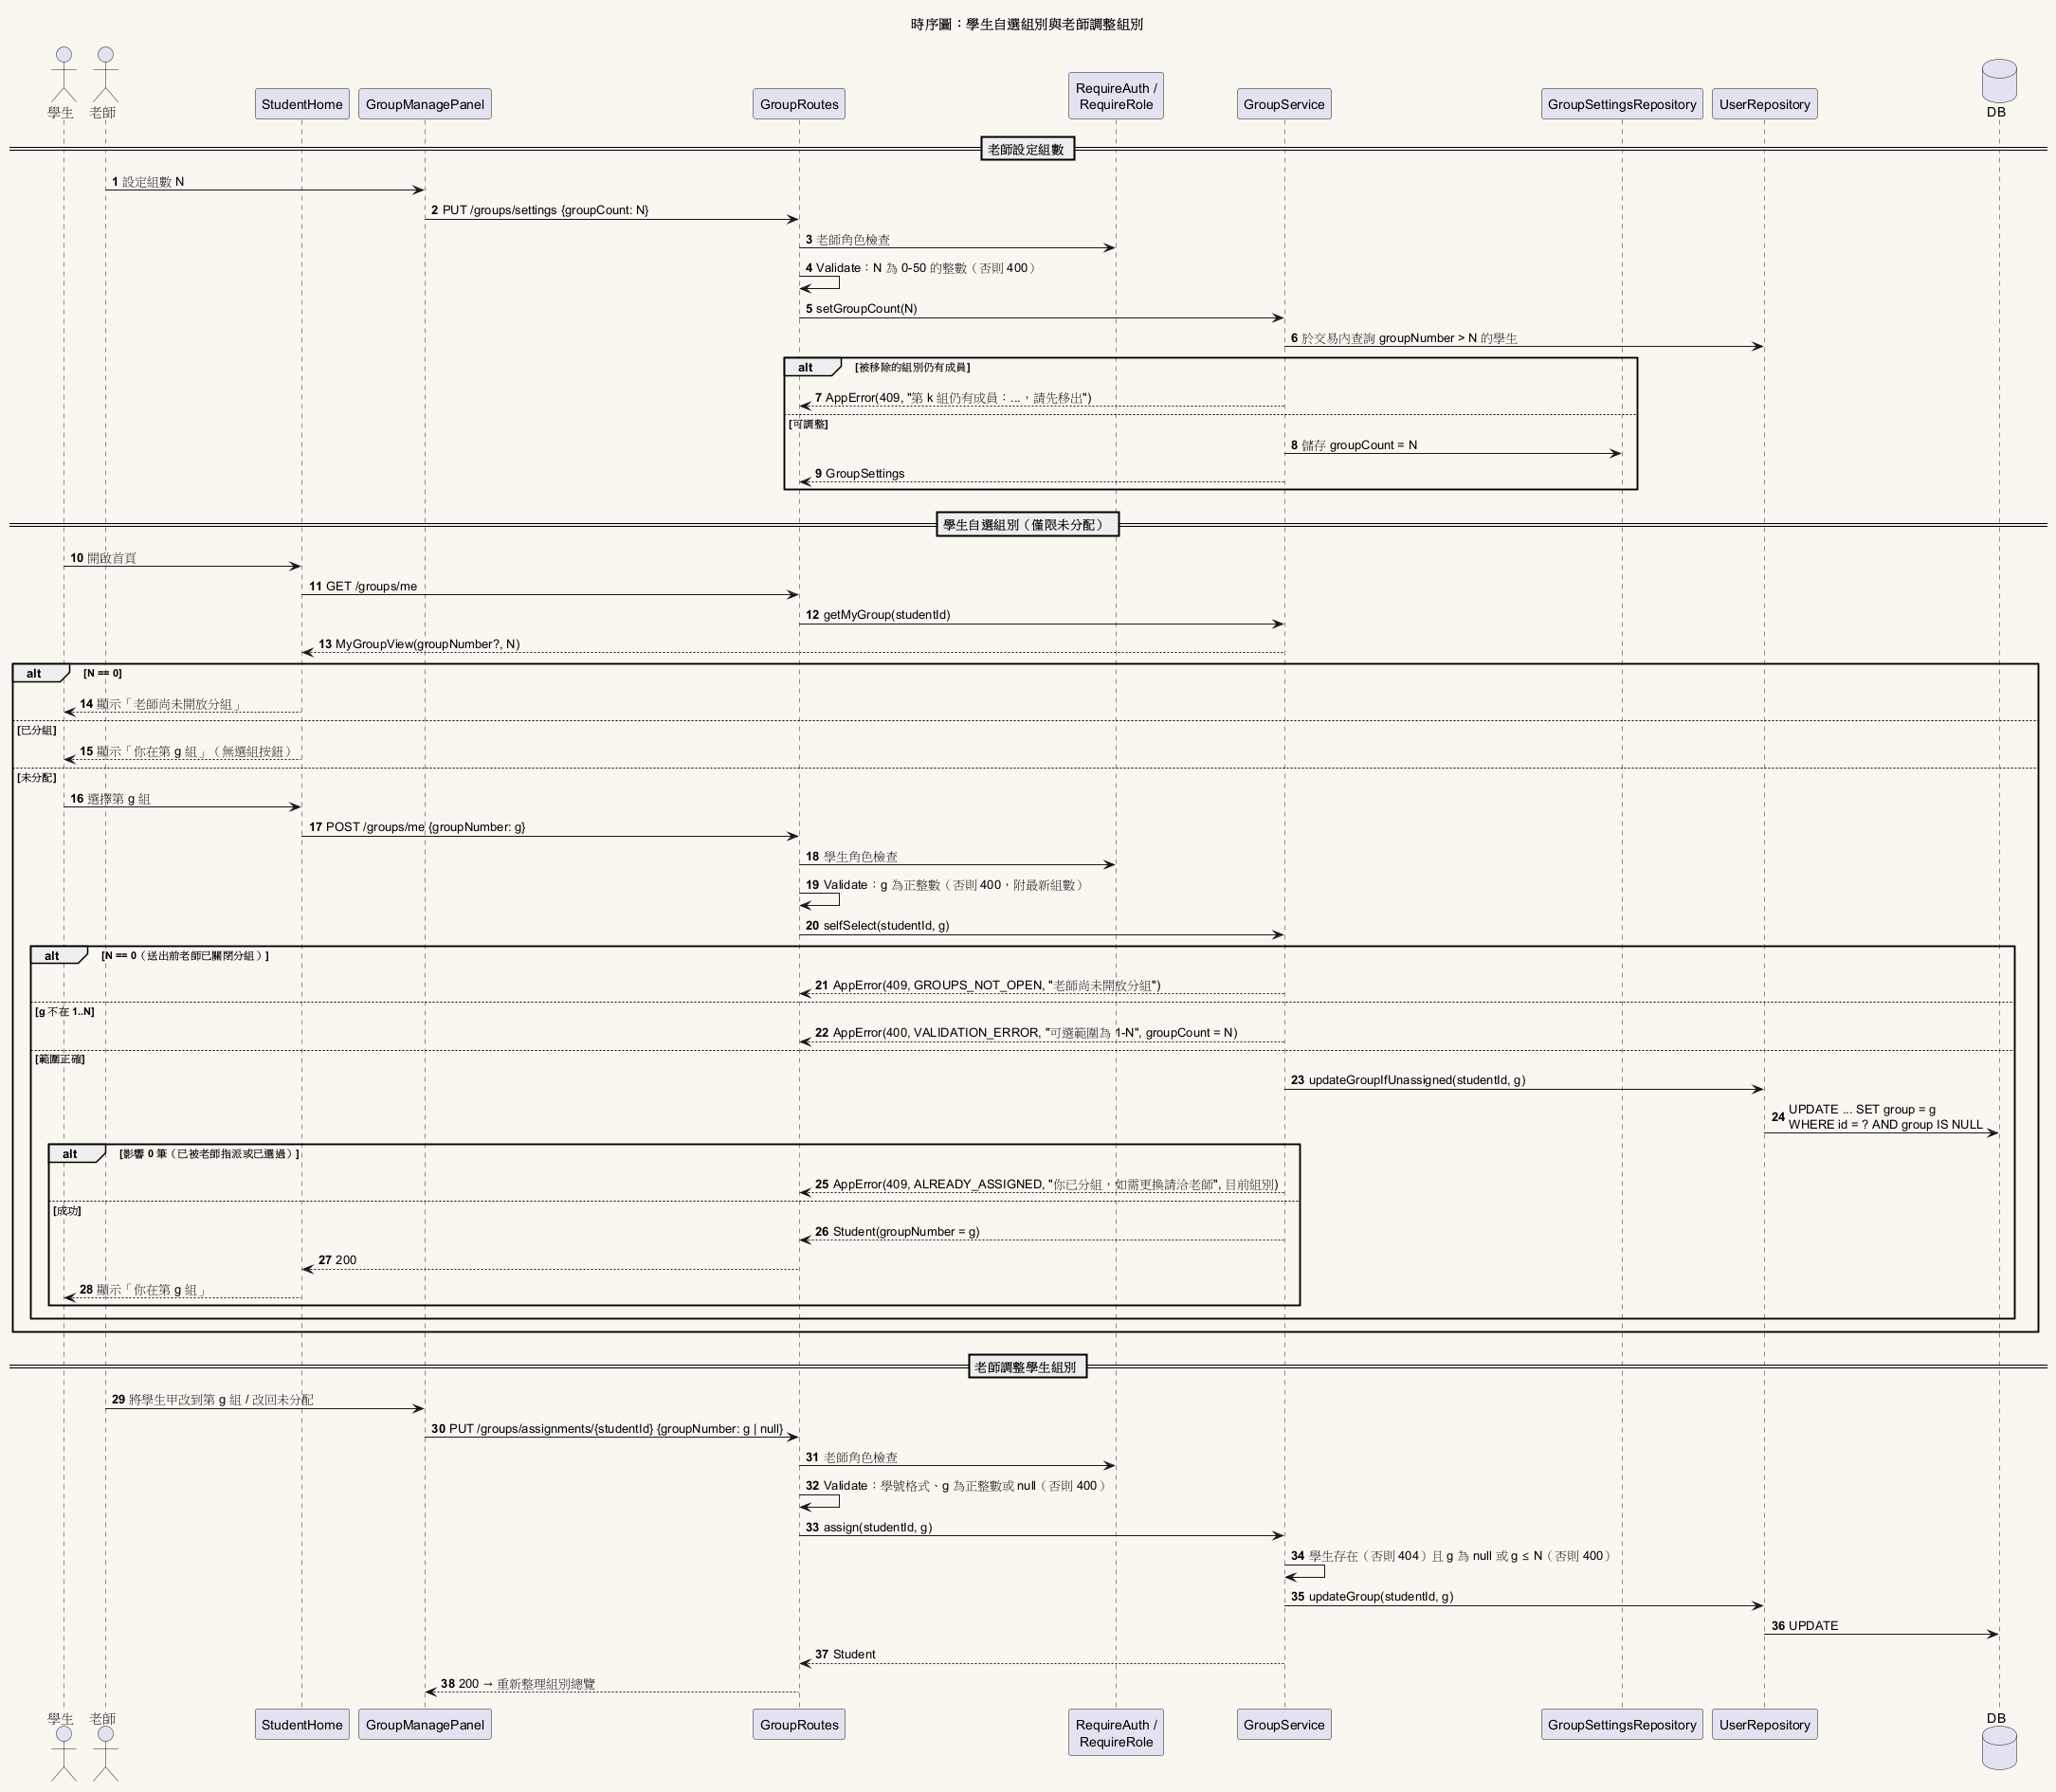 時序圖：學生自選組別與老師調整組別
學生
老師
StudentHome
GroupManagePanel
GroupRoutes
RequireAuth /
RequireRole
GroupService
GroupSettingsRepository
UserRepository
DB
老師設定組數
1 設定組數 N
2 PUT /groups/settings {groupCount: N}
3 老師角色檢查
4 Validate：N 為 0-50 的整數（否則 400）
5 setGroupCount(N)
6 於交易內查詢 groupNumber > N 的學生
alt [被移除的組別仍有成員]
7 AppError(409, "第 k 組仍有成員：...，請先移出")
[可調整]
8 儲存 groupCount = N
9 GroupSettings
學生自選組別（僅限未分配）
10 開啟首頁
11 GET /groups/me
12 getMyGroup(studentId)
13 MyGroupView(groupNumber?, N)
alt [N == 0]
14 顯示「老師尚未開放分組」
[已分組]
15 顯示「你在第 g 組」（無選組按鈕）
[未分配]
16 選擇第 g 組
17 POST /groups/me {groupNumber: g}
18 學生角色檢查
19 Validate：g 為正整數（否則 400，附最新組數）
20 selfSelect(studentId, g)
alt [N == 0（送出前老師已關閉分組）]
21 AppError(409, GROUPS_NOT_OPEN, "老師尚未開放分組")
[g 不在 1..N]
22 AppError(400, VALIDATION_ERROR, "可選範圍為 1-N", groupCount = N)
[範圍正確]
23 updateGroupIfUnassigned(studentId, g)
24 UPDATE ... SET group = g
WHERE id = ? AND group IS NULL
alt [影響 0 筆（已被老師指派或已選過）]
25 AppError(409, ALREADY_ASSIGNED, "你已分組，如需更換請洽老師", 目前組別)
[成功]
26 Student(groupNumber = g)
27 200
28 顯示「你在第 g 組」
老師調整學生組別
29 將學生甲改到第 g 組 / 改回未分配
30 PUT /groups/assignments/{studentId} {groupNumber: g | null}
31 老師角色檢查
32 Validate：學號格式、g 為正整數或 null（否則 400）
33 assign(studentId, g)
34 學生存在（否則 404）且 g 為 null 或 g ≤ N（否則 400）
35 updateGroup(studentId, g)
36 UPDATE
37 Student
38 200 → 重新整理組別總覽
學生
老師
StudentHome
GroupManagePanel
GroupRoutes
RequireAuth /
RequireRole
GroupService
GroupSettingsRepository
UserRepository
DB